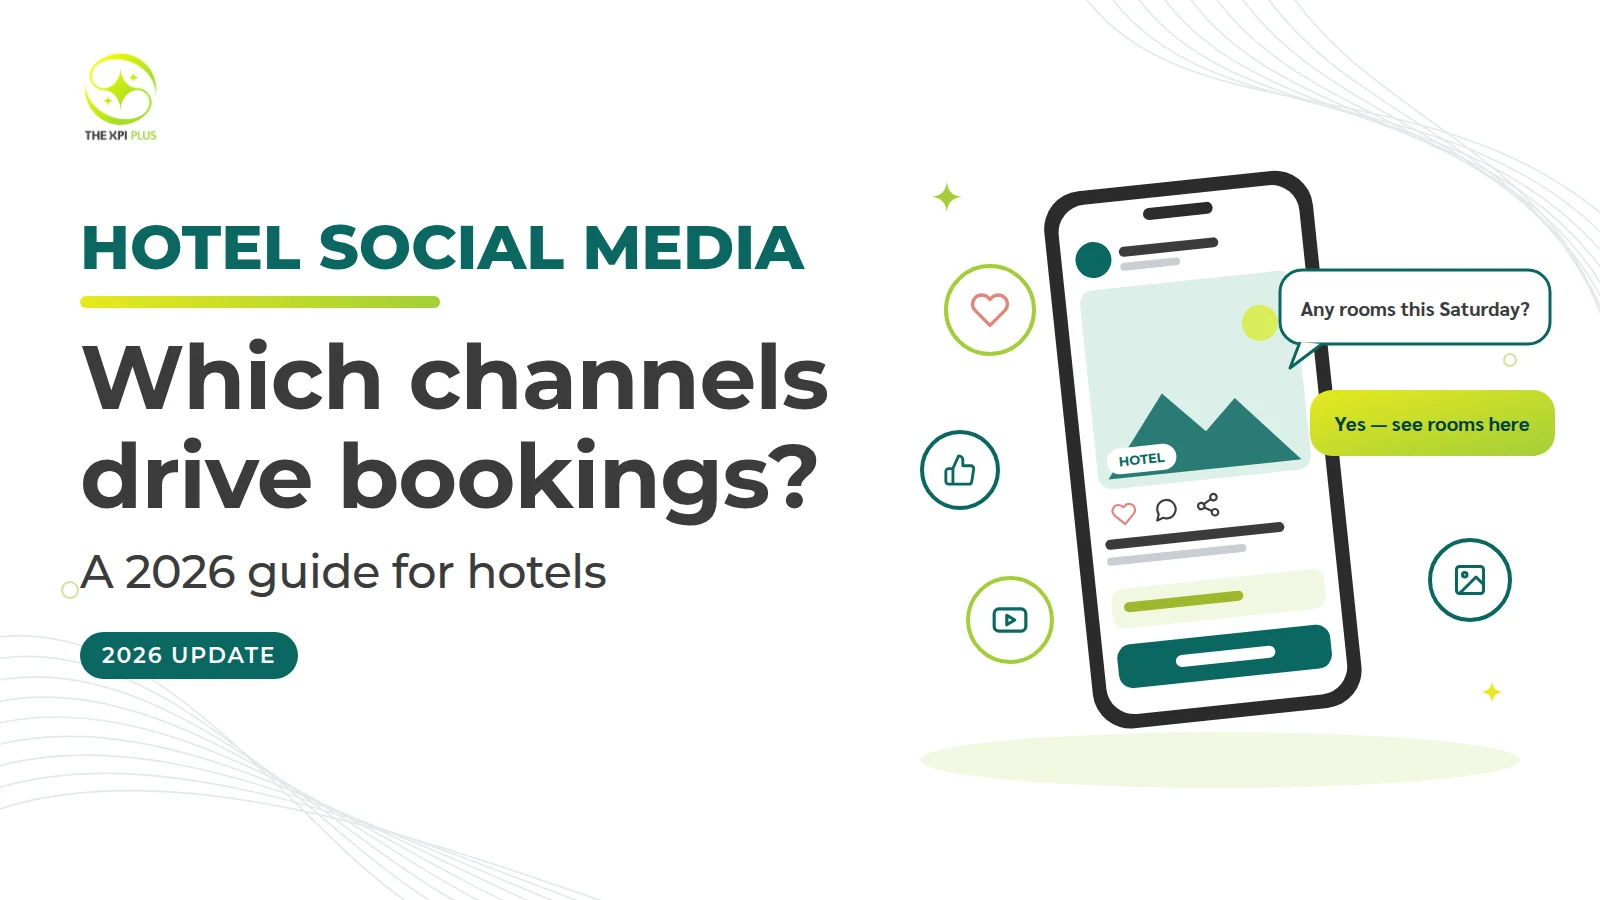 THE XPI PLUS
HOTEL SOCIAL MEDIA
Which channels
drive bookings?
A 2026 guide for hotels
2026 UPDATE
Any rooms this Saturday?
Yes — see rooms here
HOTEL